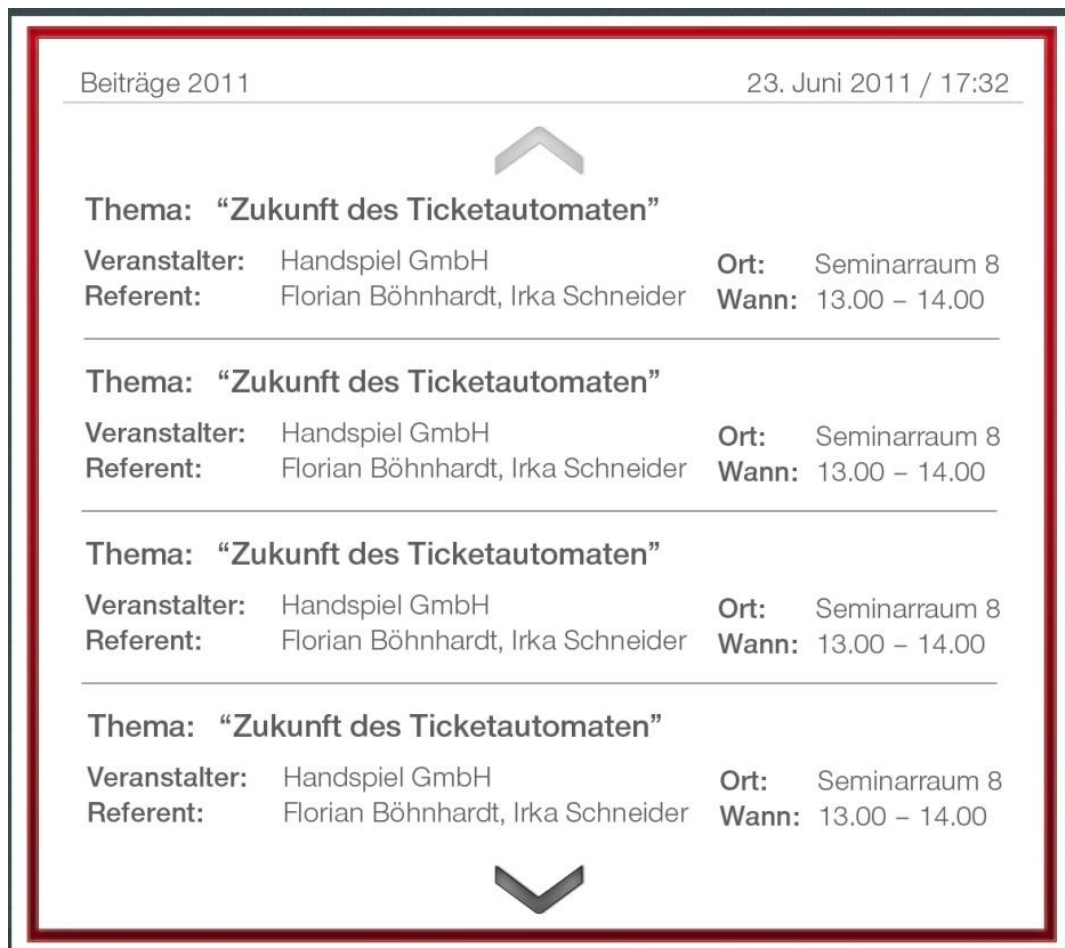 Beiträge 2011 23. Juni 2011 / 17:32
Thema: “Zukunft des Ticketautomaten”
Veranstalter: Handspiel GmbH Ort: Seminarraum 8
Referent: Florian Böhnhardt, Irka Schneider Wann: 13.00 – 14.00
Thema: “Zukunft des Ticketautomaten”
Veranstalter: Handspiel GmbH Ort: Seminarraum 8
Referent: Florian Böhnhardt, Irka Schneider Wann: 13.00 – 14.00
Thema: “Zukunft des Ticketautomaten”
Veranstalter: Handspiel GmbH Ort: Seminarraum 8
Referent: Florian Böhnhardt, Irka Schneider Wann: 13.00 – 14.00
Thema: “Zukunft des Ticketautomaten”
Veranstalter: Handspiel GmbH Ort: Seminarraum 8
Referent: Florian Böhnhardt, Irka Schneider Wann: 13.00 – 14.00